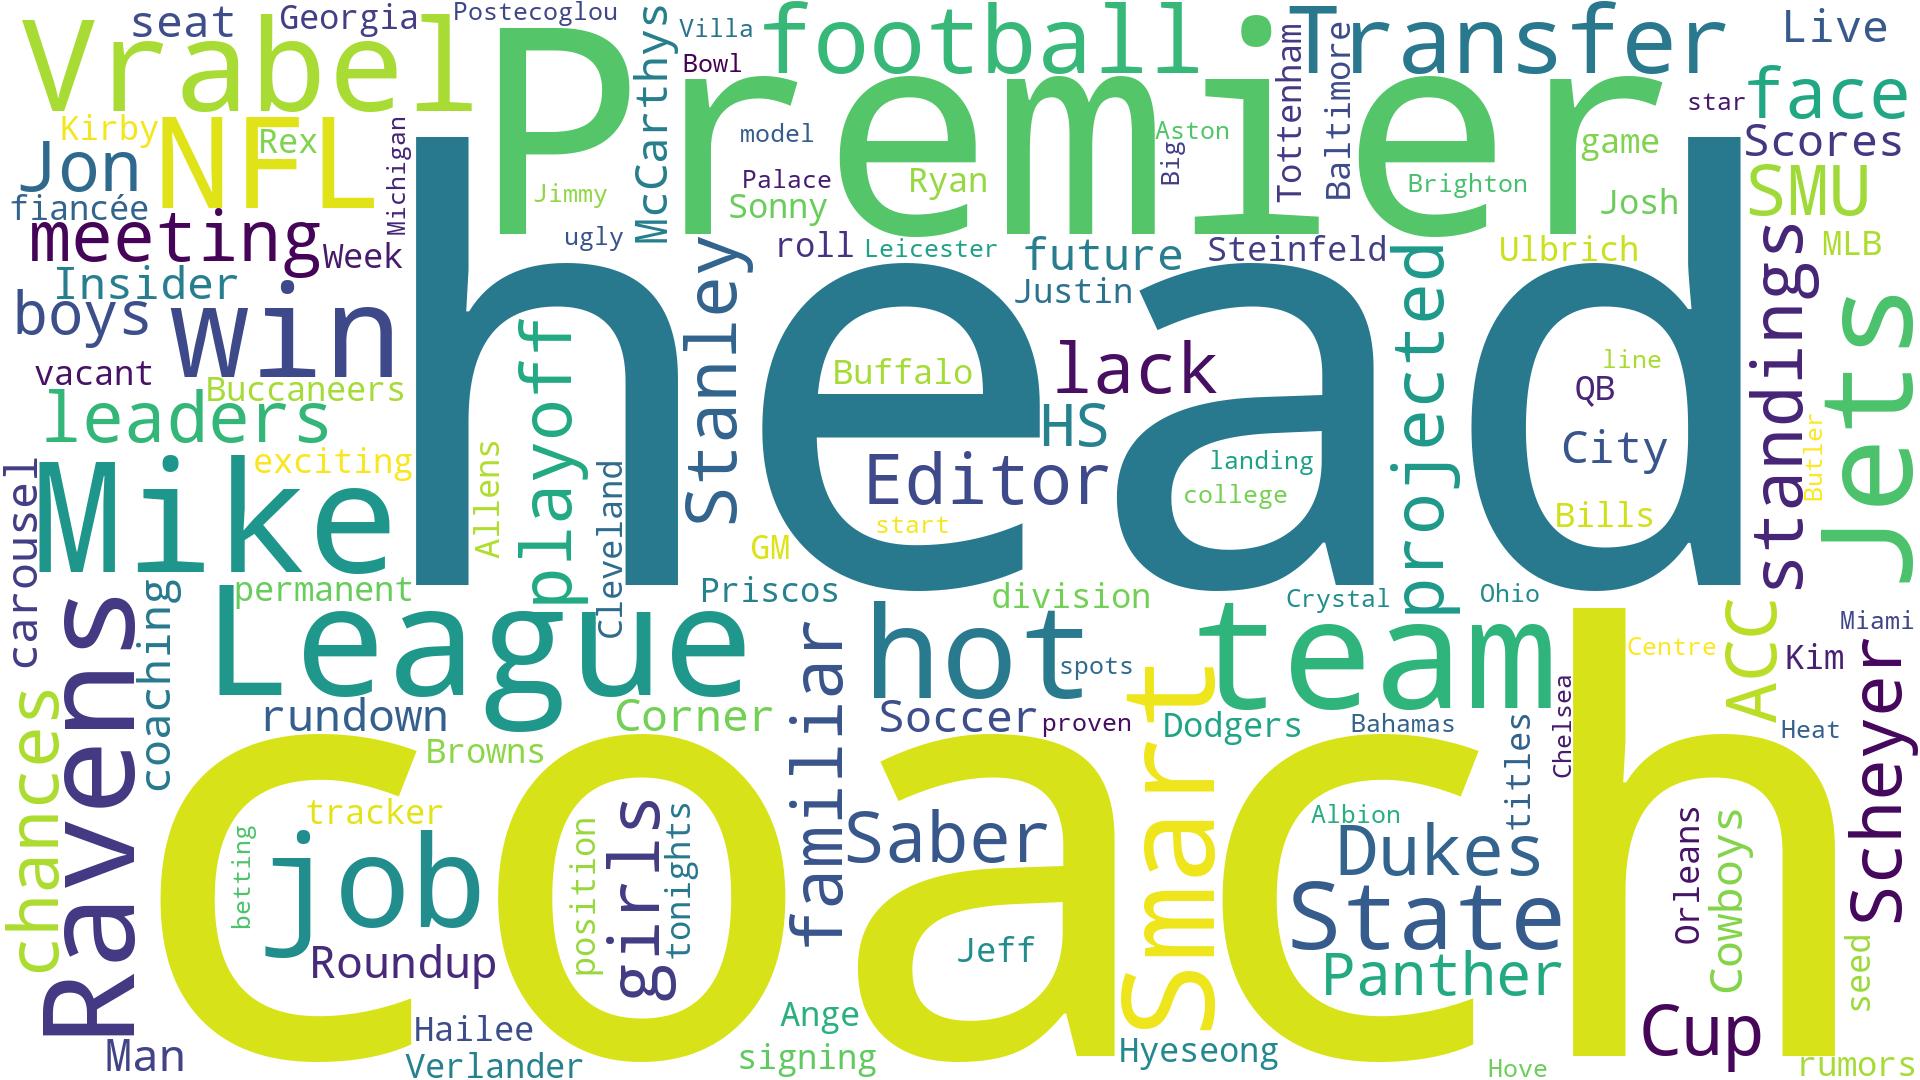 seat
Georgia
Postecoglou
McCarthys
Villa
football
Transfer
Live
Vrabel
Premier
Bowl
Tottenham
Baltimore
star
face
Kirby
NFL
Rex
Michigan
model
Aston
Big
game
Scores
Jon
Jimmy
Palace
Ryan
Brighton
SMU
fiancée
Sonny
Josh
meeting
Week
ugly
roll
Leicester
future
Steinfeld
Ulbrich
MLB
Insider
head
Stanley
Justin
projected
standings
Jets
boys
win
playoff
lack
line
vacant
Buccaneers
Buffalo
QB
leaders
HS
City
Butler
exciting
Allens
Cleveland
Editor
landing
college
carousel
Mike
start
Bills
GM
permanent
Priscos
division
Crystal
Ohio
coaching
League
hot
team
ACC
Miami
Ravens
familiar
spots
Smart
Centre
Kim
Scheyer
chances
rundown
Corner
Soccer
proven
Dodgers
Bahamas
titles
Chelsea
Heat
Browns
coach
tracker
girls
tonights
Saber
Albion
Orleans
Cowboys
betting
job
position
Dukes
State
Roundup
Jeff
Panther
seed
Hailee
Ange
Cup
Man
Verlander
signing
Hyeseong
Hove
rumors